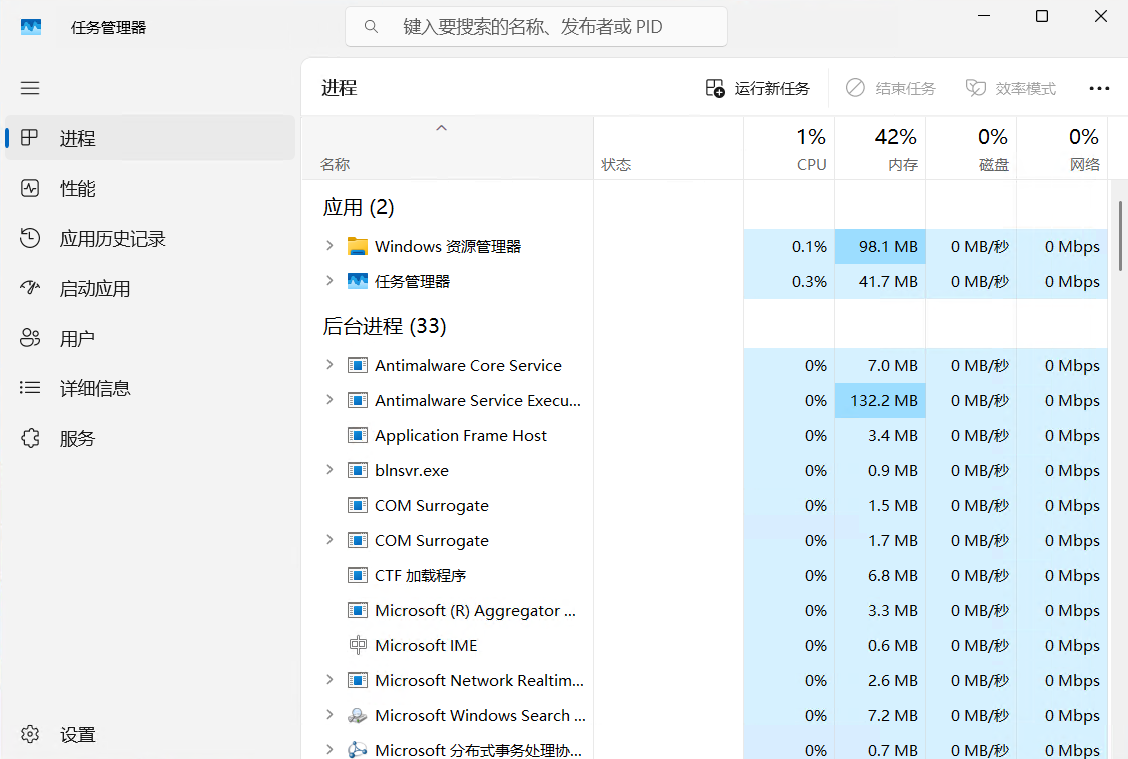 任务管理器
键入要搜索的名称、发布者或 PID
进程
运行新任务
结束任务
效率模式
进程
性能
应用历史记录
启动应用
用户
详细信息
服务
设置
名称 状态 1% CPU 42% 内存 0% 磁盘 0% 网络
应用 (2)
Windows 资源管理器 0.1% 98.1 MB 0 MB/秒 0 Mbps
任务管理器 0.3% 41.7 MB 0 MB/秒 0 Mbps
后台进程 (33)
Antimalware Core Service 0% 7.0 MB 0 MB/秒 0 Mbps
Antimalware Service Execu... 0% 132.2 MB 0 MB/秒 0 Mbps
Application Frame Host 0% 3.4 MB 0 MB/秒 0 Mbps
blnsvr.exe 0% 0.9 MB 0 MB/秒 0 Mbps
COM Surrogate 0% 1.5 MB 0 MB/秒 0 Mbps
COM Surrogate 0% 1.7 MB 0 MB/秒 0 Mbps
CTF 加载程序 0% 6.8 MB 0 MB/秒 0 Mbps
Microsoft (R) Aggregator ... 0% 3.3 MB 0 MB/秒 0 Mbps
Microsoft IME 0% 0.6 MB 0 MB/秒 0 Mbps
Microsoft Network Realtim... 0% 2.6 MB 0 MB/秒 0 Mbps
Microsoft Windows Search ... 0% 7.2 MB 0 MB/秒 0 Mbps
Microsoft 分布式事务处理协... 0% 0.7 MB 0 MB/秒 0 Mbps